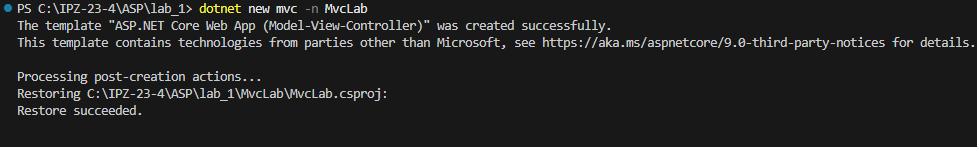 PS C:\IPZ-23-4\ASP\lab_1> dotnet new mvc -n MvcLab
The template "ASP.NET Core Web App (Model-View-Controller)" was created successfully.
This template contains technologies from parties other than Microsoft, see https://aka.ms/aspnetcore/9.0-third-party-notices for details.
Processing post-creation actions...
Restoring C:\IPZ-23-4\ASP\lab_1\MvcLab\MvcLab.csproj:
Restore succeeded.